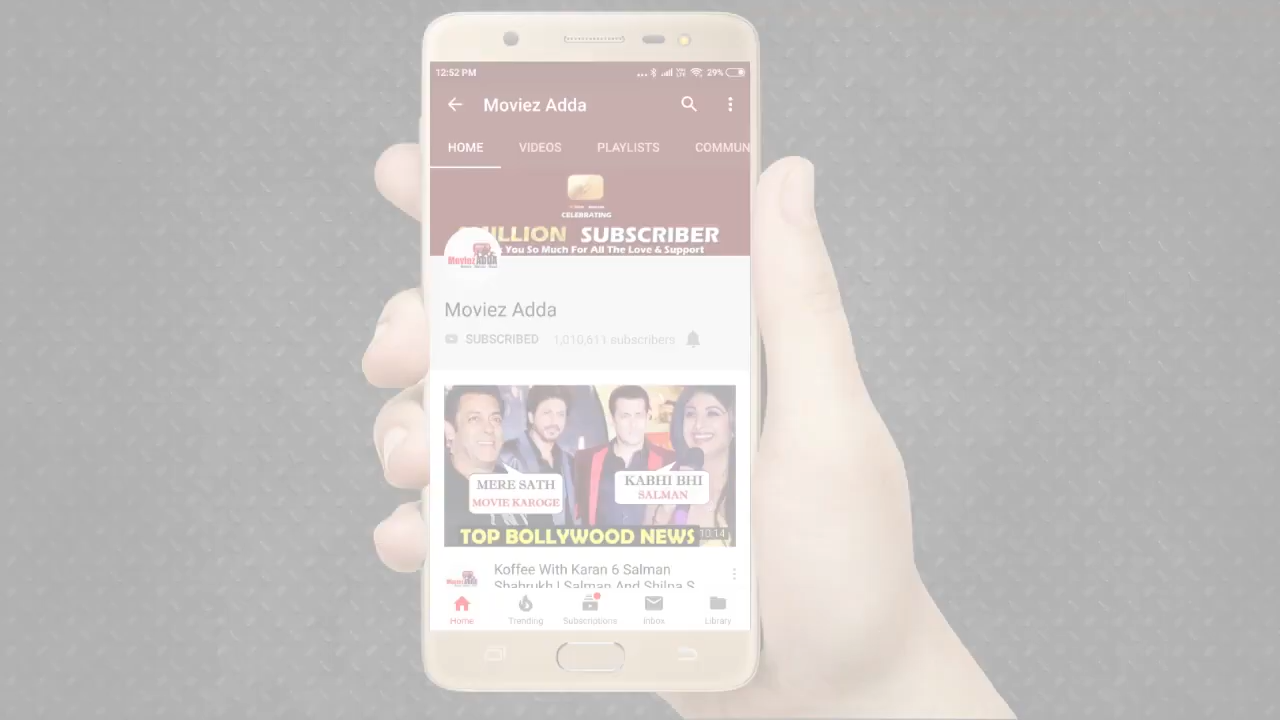 12:52 PM
29%
Moviez Adda
HOME VIDEOS PLAYLISTS COMMUN
CELEBRATING
MILLION SUBSCRIBER
You So Much For All The Love & Support
Moviez ADDA
Moviez Adda
SUBSCRIBED 1,010,611 subscribers
MERE SATH
MOVIE KAROGE
KABHI BHI
SALMAN
TOP BOLLYWOOD NEWS
10:14
Koffee With Karan 6 Salman
Shahrukh | Salman And Shilpa S
Home Trending Subscriptions Inbox Library